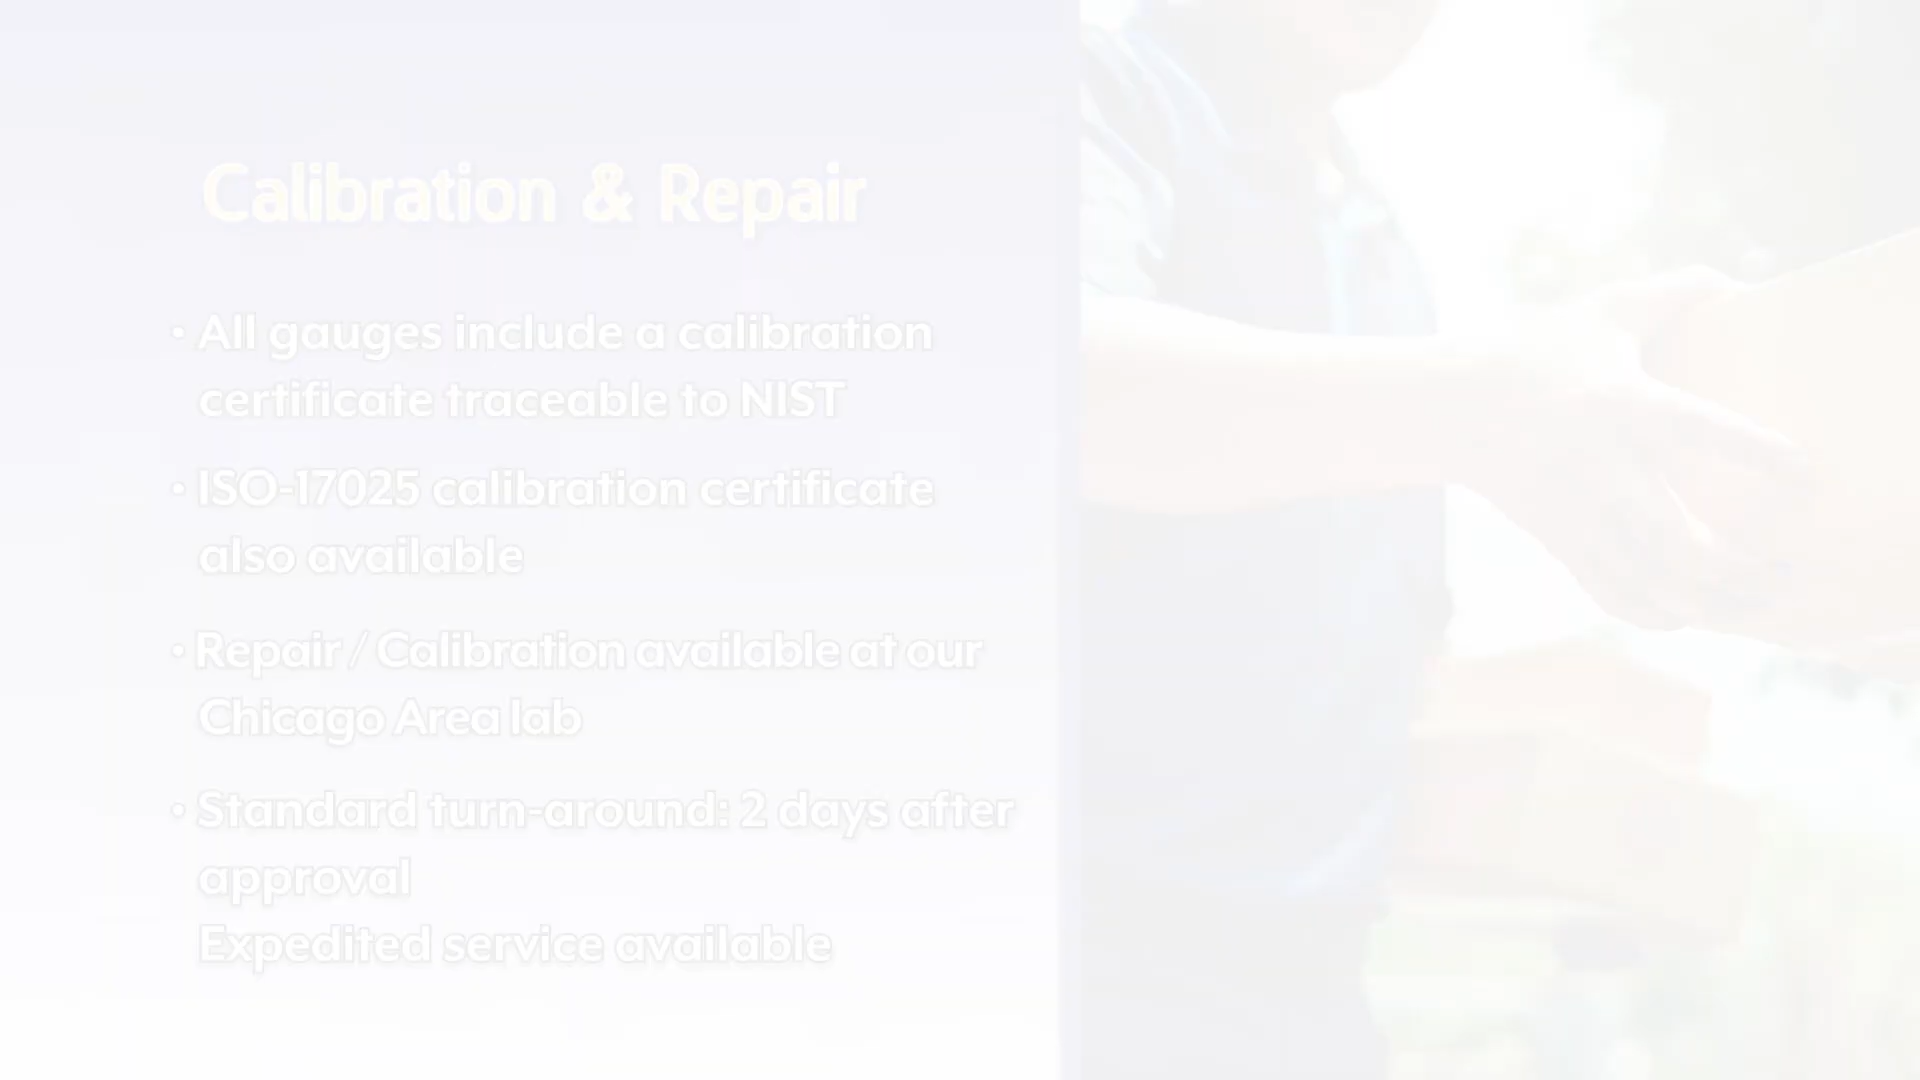 Calibration & Repair
• All gauges include a calibration
certificate traceable to NIST
• ISO-17025 calibration certificate
also available
• Repair / Calibration available at our
Chicago Area lab
• Standard turn-around: 2 days after
approval
Expedited service available